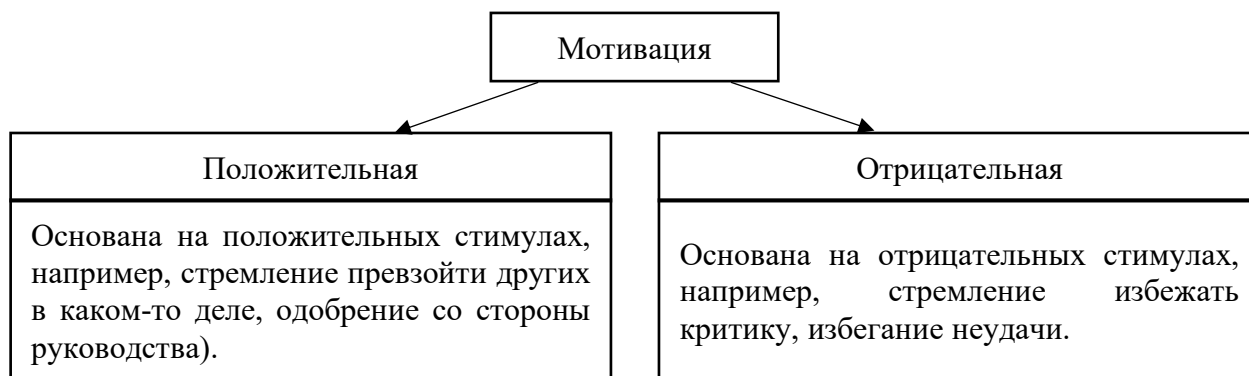 Мотивация
Положительная
Основана на положительных стимулах,
например, стремление превзойти других
в каком-то деле, одобрение со стороны
руководства).
Отрицательная
Основана на отрицательных стимулах,
например, стремление избежать
критику, избегание неудачи.